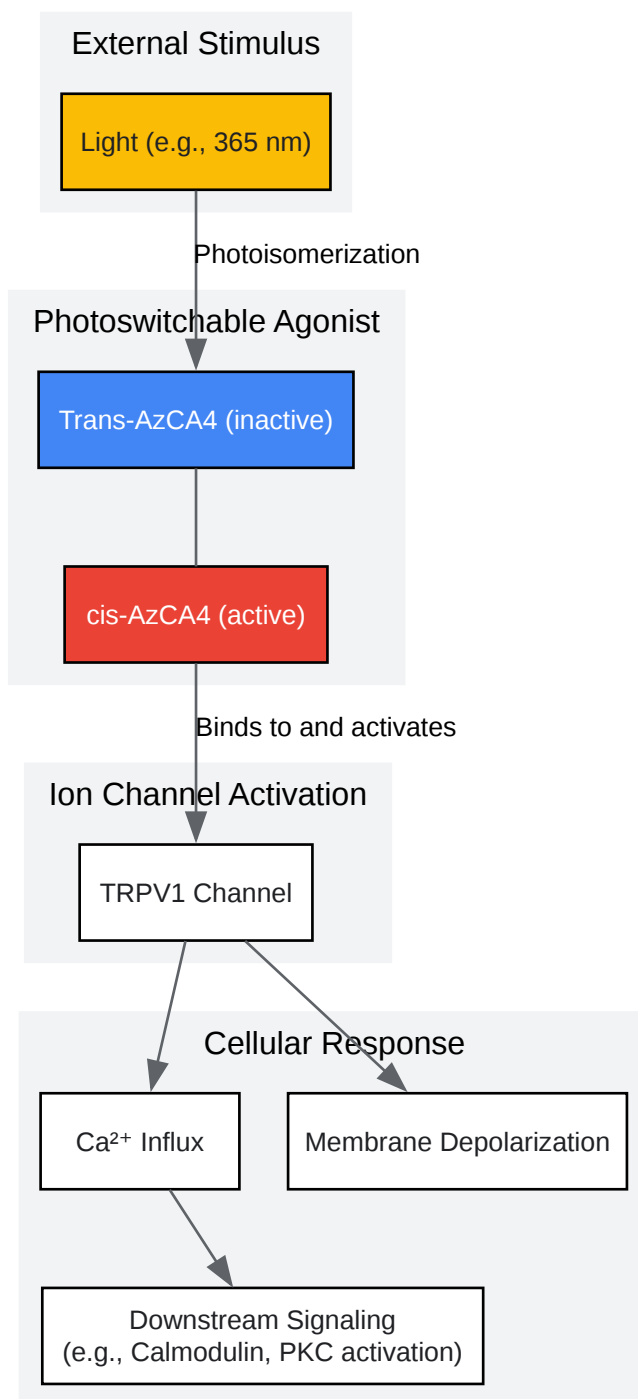 External Stimulus
Light (e.g., 365 nm)
Photoisomerization
Photoswitchable Agonist
Trans-AzCA4 (inactive)
cis-AzCA4 (active)
Binds to and activates
Ion Channel Activation
TRPV1 Channel
Cellular Response
Ca²⁺ Influx
Membrane Depolarization
Downstream Signaling
(e.g., Calmodulin, PKC activation)